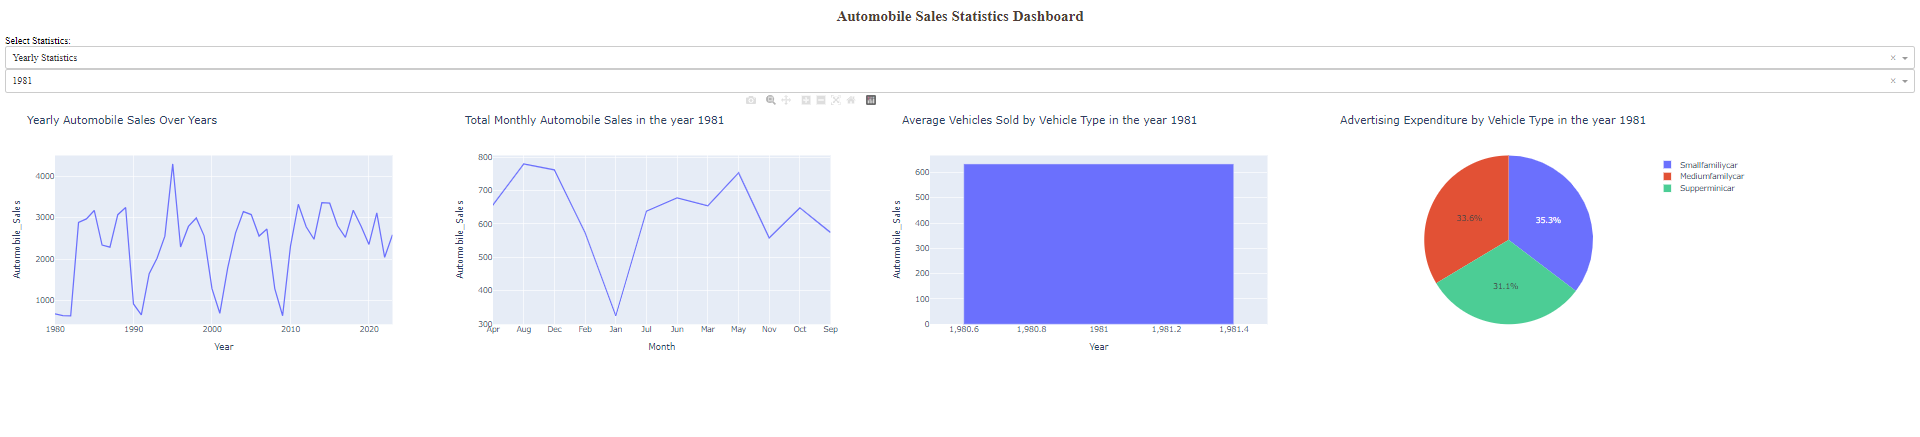 Automobile Sales Statistics Dashboard
Select Statistics:
Yearly Statistics
1981
Yearly Automobile Sales Over Years
Automobile_Sales
4000
3000
2000
1000
1980 1990 2000 2010 2020
Year
Total Monthly Automobile Sales in the year 1981
Automobile_Sales
800
700
600
500
400
300
Apr Aug Dec Feb Jan Jul Jun Mar May Nov Oct Sep
Month
Average Vehicles Sold by Vehicle Type in the year 1981
Automobile_Sales
600
500
400
300
200
100
0
1,980.6 1,980.8 1981 1,981.2 1,981.4
Year
Advertising Expenditure by Vehicle Type in the year 1981
33.6%
35.3%
31.1%
Smallfamiliycar
Mediumfamilycar
Supperminicar